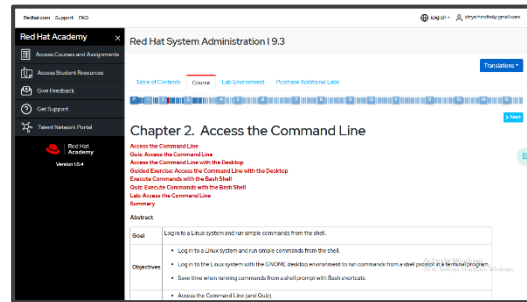 Redhat.com Support FAQ
English
Red Hat Academy ×
Access Courses and Assignments
Access Student Resources
Give Feedback
Get Support
Talent Network Portal
Red Hat
Academy
Version 1.6.4
Red Hat System Administration I 9.3
Translations
Table of Contents Course Lab Environment Purchase Additional Labs
Next
Chapter 2. Access the Command Line
Access the Command Line
Quiz: Access the Command Line
Access the Command Line with the Desktop
Guided Exercise: Access the Command Line with the Desktop
Execute Commands with the Bash Shell
Quiz: Execute Commands with the Bash Shell
Lab: Access the Command Line
Summary
Abstract
Goal Log in to a Linux system and run simple commands from the shell.
• Log in to a Linux system and run simple commands from the shell.
Objectives • Log in to the Linux system with the GNOME desktop environment to run commands from a shell prompt in a terminal program.
• Save time when running commands from a shell prompt with Bash shortcuts.
Activate Windows
• Access the Command Line (and Quiz)